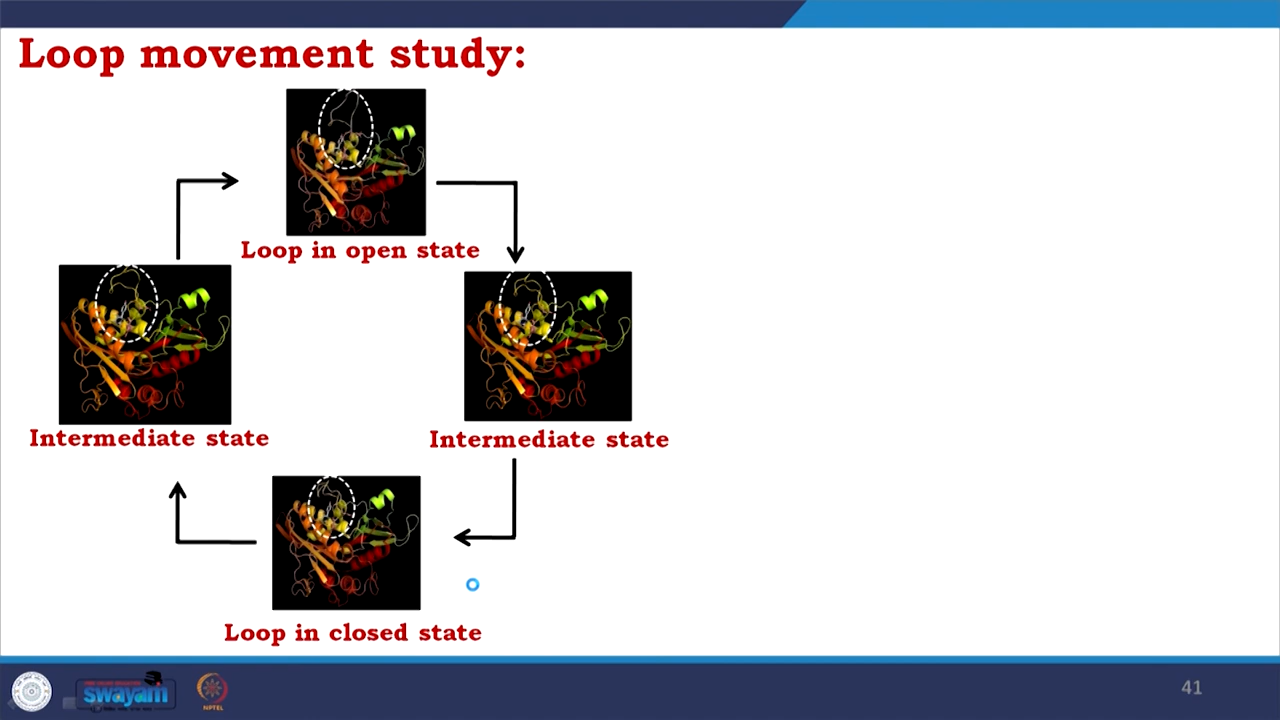 Loop movement study:
Loop in open state
Intermediate state
Intermediate state
Loop in closed state
swayam
NPTEL
41